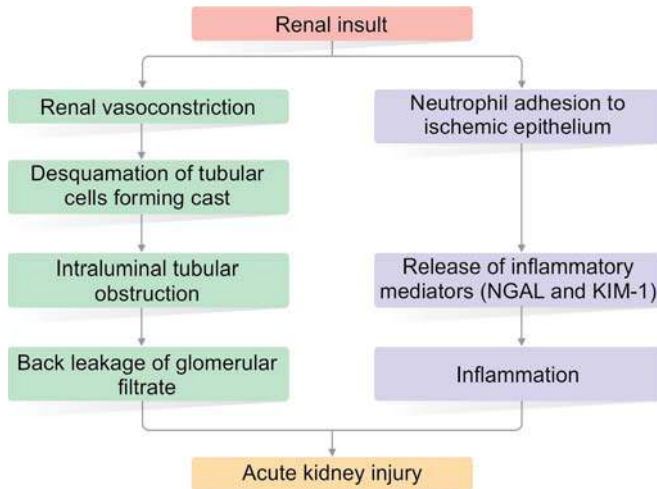 Renal insult
Renal vasoconstriction
Desquamation of tubular
cells forming cast
Intraluminal tubular
obstruction
Back leakage of glomerular
filtrate
Neutrophil adhesion to
ischemic epithelium
Release of inflammatory
mediators (NGAL and KIM-1)
Inflammation
Acute kidney injury